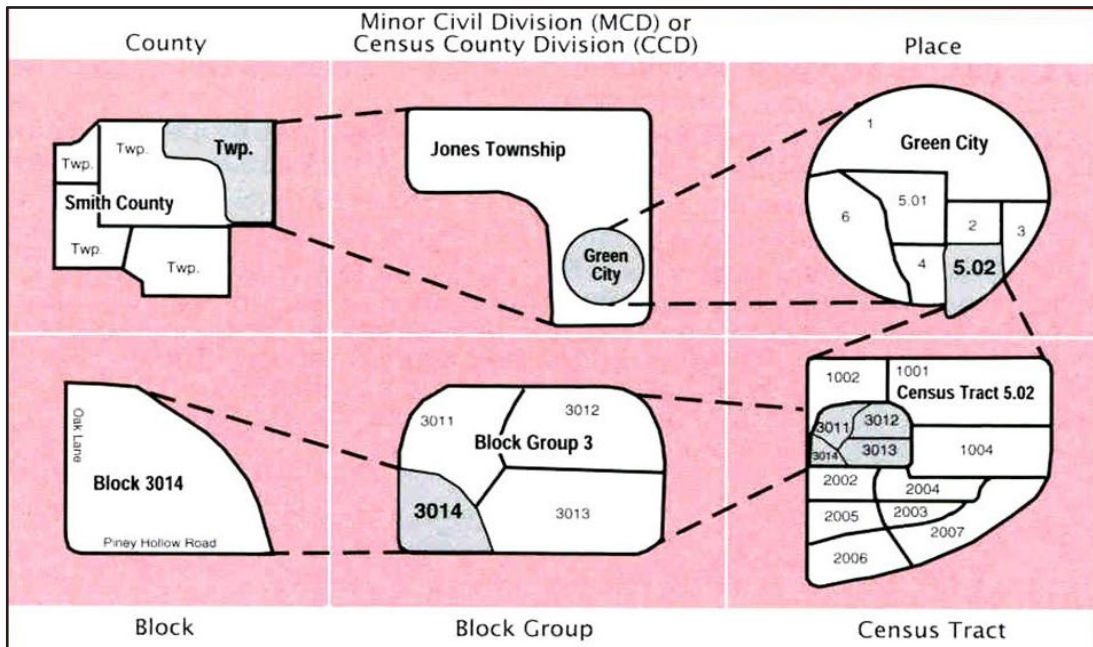 County
Minor Civil Division (MCD) or
Census County Division (CCD)
Place
Twp.
Twp.
Twp.
Smith County
Twp.
Twp.
Jones Township
Green
City
1
Green City
5.01
6
2
3
4
5.02
Oak Lane
Block 3014
Piney Hollow Road
3011
3012
Block Group 3
3014
3013
1002
1001
Census Tract 5.02
3011
3012
3014
3013
1004
2002
2004
2005
2003
2007
2006
Block
Block Group
Census Tract